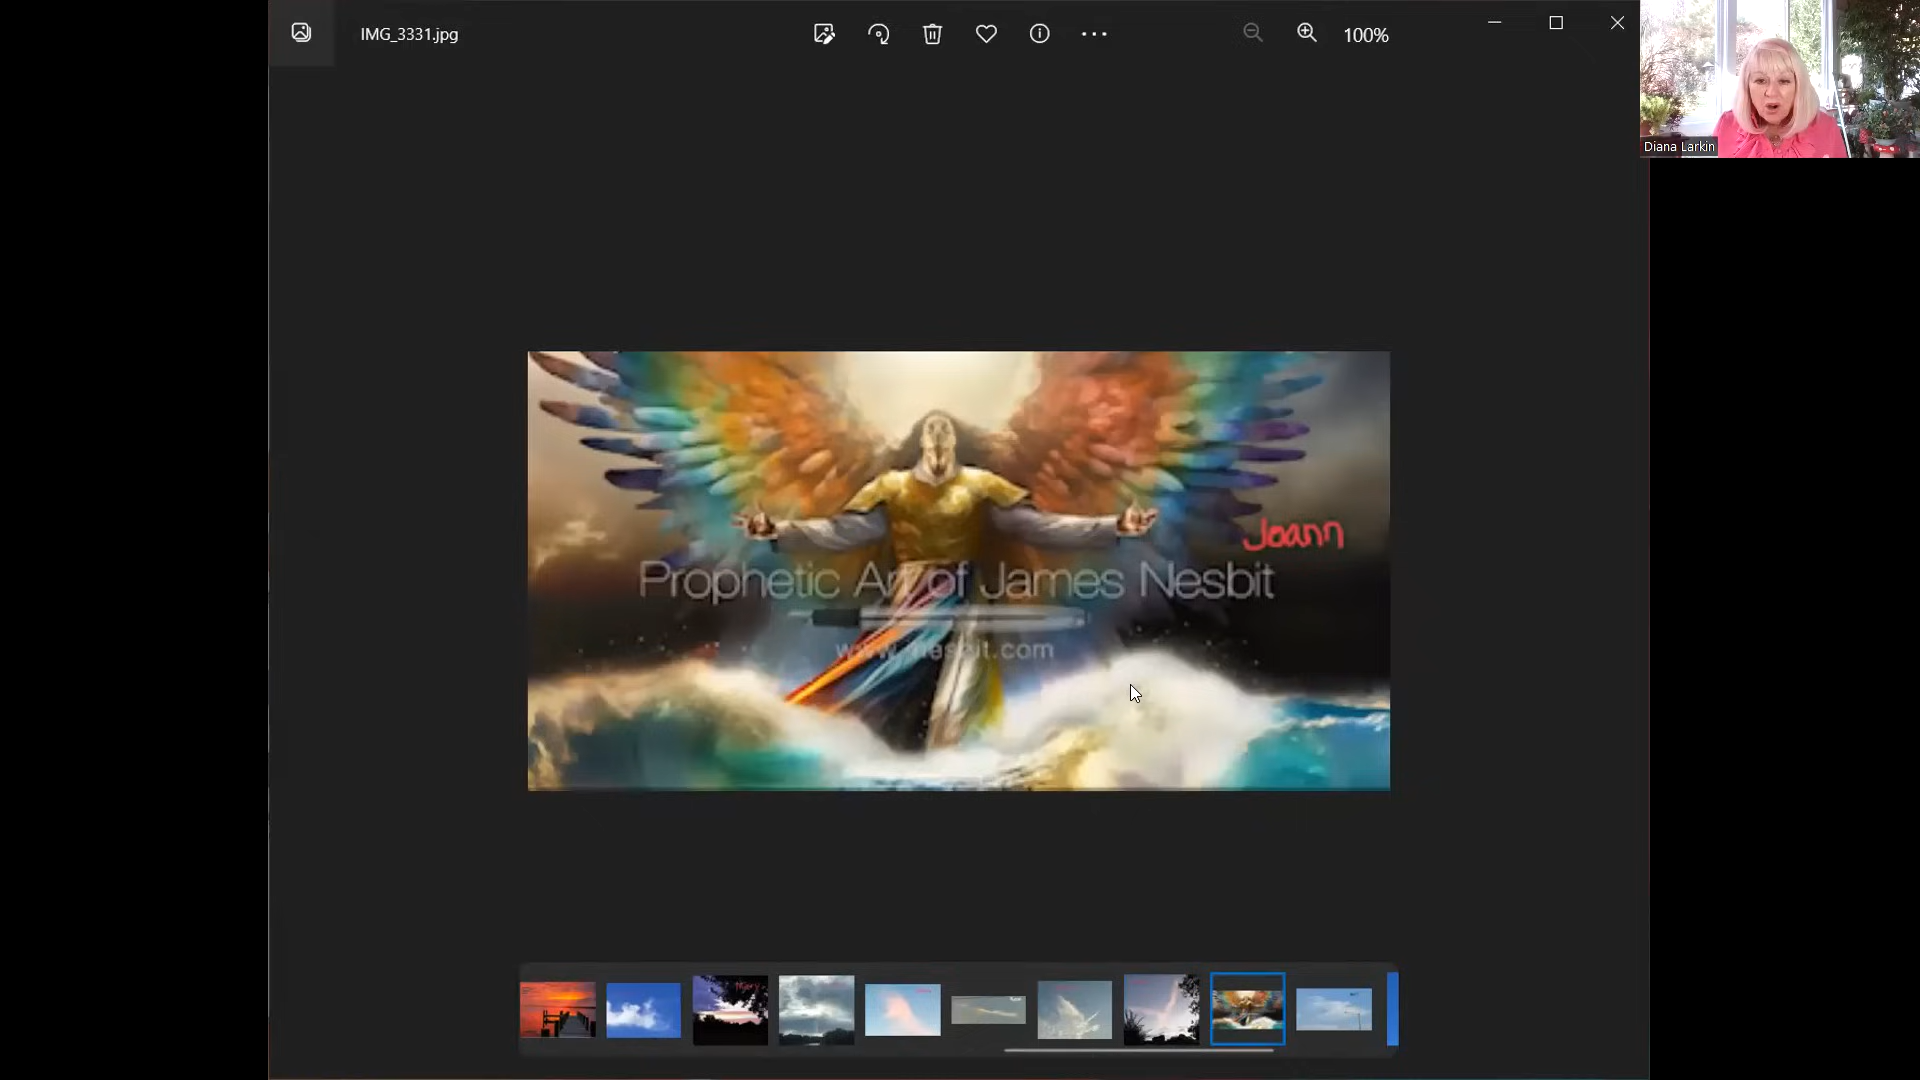 IMG_3331.jpg
100%
Diana Larkin
Joann
Prophetic Art of James Nesbit